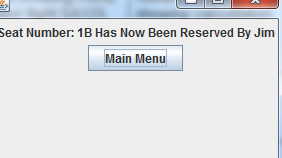 Seat Number: 1B Has Now Been Reserved By Jim
Main Menu